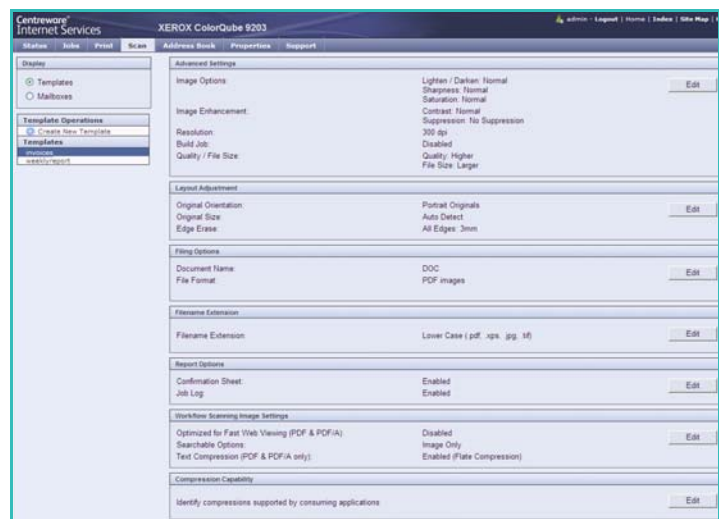 Centreware®
Internet Services
XEROX ColorQube 9203
admin - Logout | Home | Index | Site Map |
Status Jobs Print Scan Address Book Properties Support
Display
Templates
Mailboxes
Template Operations
Create New Template
Templates
invoices
weeklyreport
Advanced Settings
Image Options: Lighten / Darken: Normal
Sharpness: Normal
Saturation: Normal
Edit
Image Enhancement: Contrast: Normal
Suppression: No Suppression
Resolution: 300 dpi
Build Job: Disabled
Quality / File Size: Quality: Higher
File Size: Larger
Layout Adjustment
Original Orientation: Portrait Originals
Original Size: Auto Detect
Edge Erase: All Edges: 3mm
Edit
Filing Options
Document Name: DOC
File Format: PDF images
Edit
Filename Extension
Filename Extension: Lower Case (.pdf, .xps, .jpg, .tif)
Edit
Report Options
Confirmation Sheet: Enabled
Job Log: Enabled
Edit
Workflow Scanning Image Settings
Optimized for Fast Web Viewing (PDF & PDF/A): Disabled
Searchable Options: Image Only
Text Compression (PDF & PDF/A only): Enabled (Flate Compression)
Edit
Compression Capability
Identify compressions supported by consuming applications
Edit